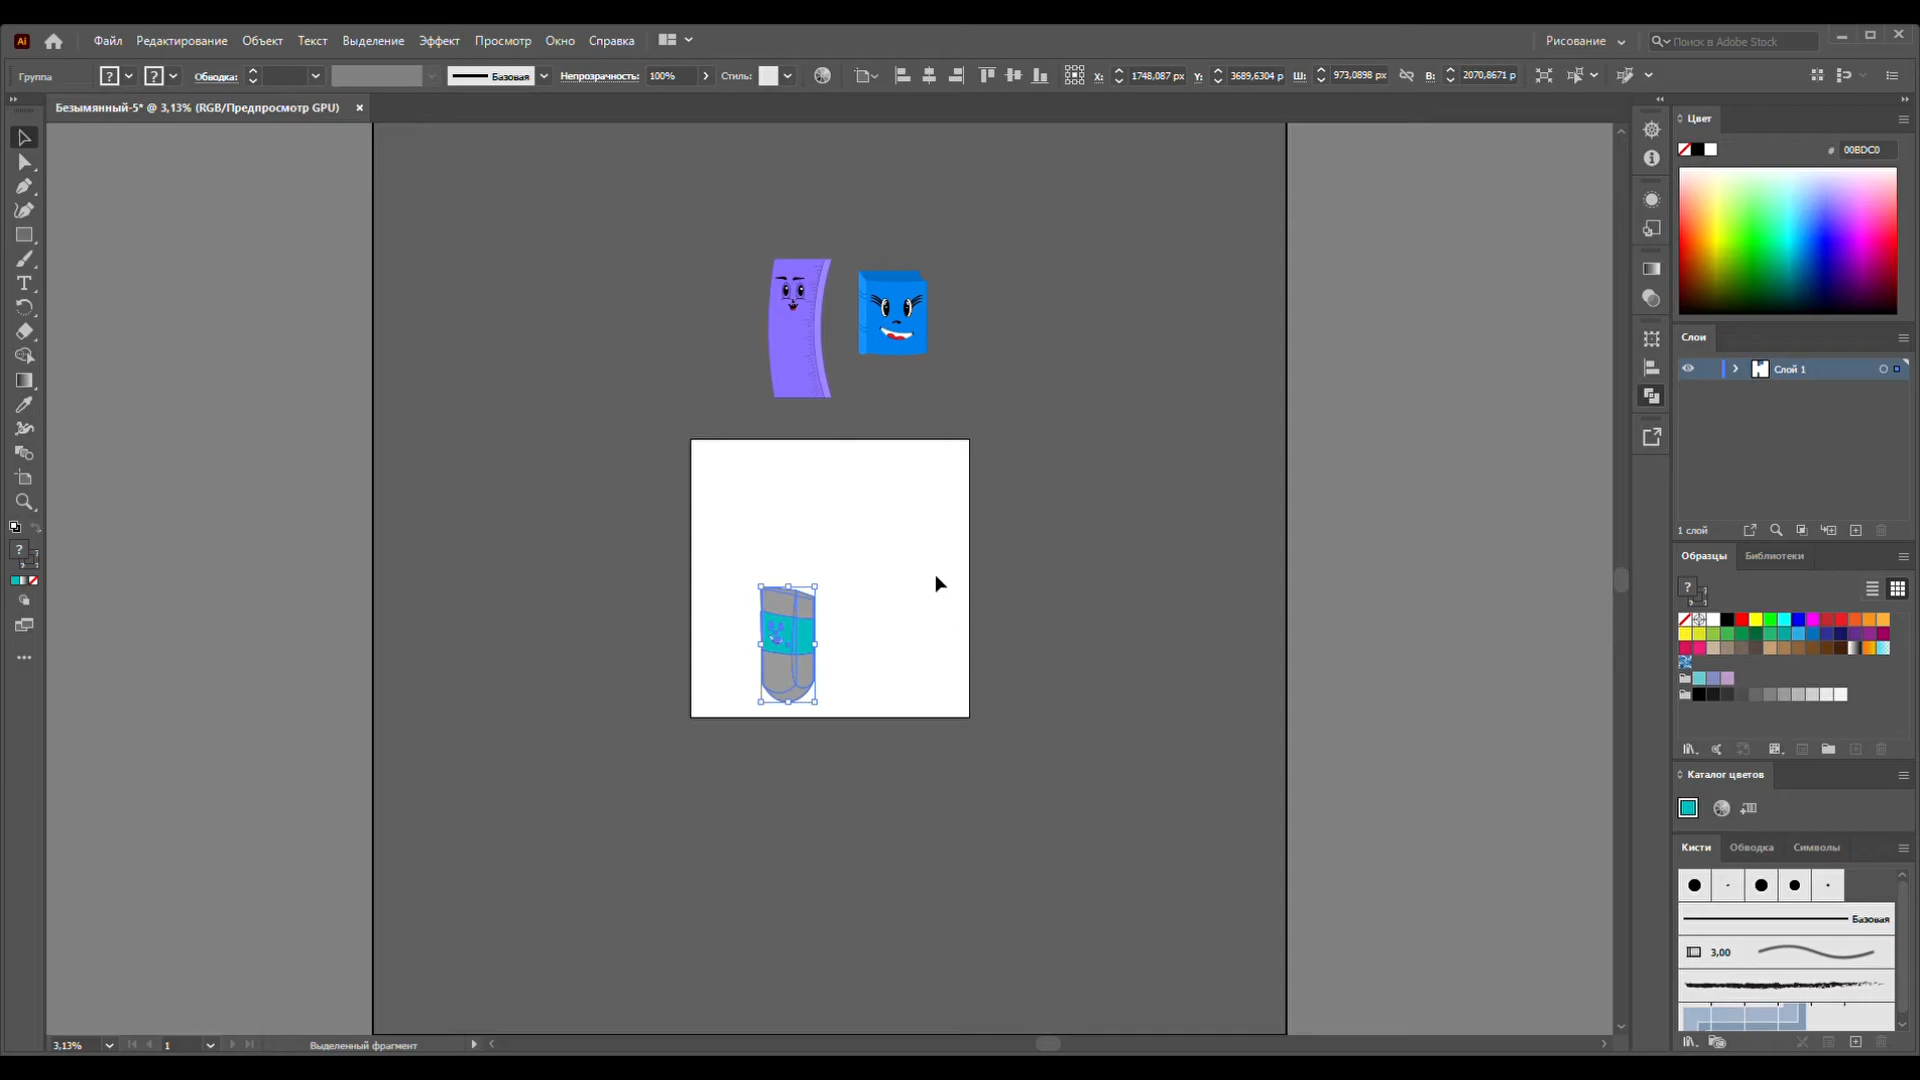 Ai Файл Редактирование Объект Текст Выделение Эффект Просмотр Окно Справка Рисование Поиск в Adobe Stock
Группа ? ? Обводка: Базовая Непрозрачность: 100% Стиль: X: 1748,087 px Y: 3689,6304 p Ш: 973,0898 px В: 2070,8671 p
Безымянный-5* @ 3,13% (RGB/Предпросмотр GPU)
Цвет
# 00BDC0
Слои
Слой 1
1 слой
Образцы Библиотеки
?
?
Каталог цветов
Кисти Обводка Символы
Базовая
3,00
3,13% 1 Выделенный фрагмент